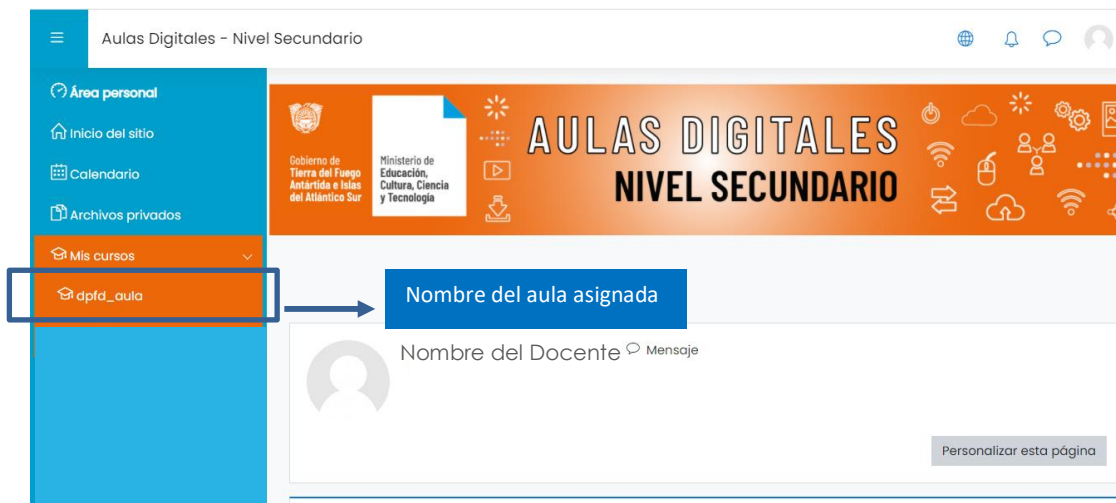 Aulas Digitales - Nivel Secundario
Área personal
Inicio del sitio
Calendario
Archivos privados
Mis cursos
dpfd_aula
Gobierno de
Tierra del Fuego
Antártida e Islas
del Atlántico Sur
Ministerio de
Educación,
Cultura, Ciencia
y Tecnología
AULAS DIGITALES
NIVEL SECUNDARIO
Nombre del aula asignada
Nombre del Docente Mensaje
Personalizar esta página